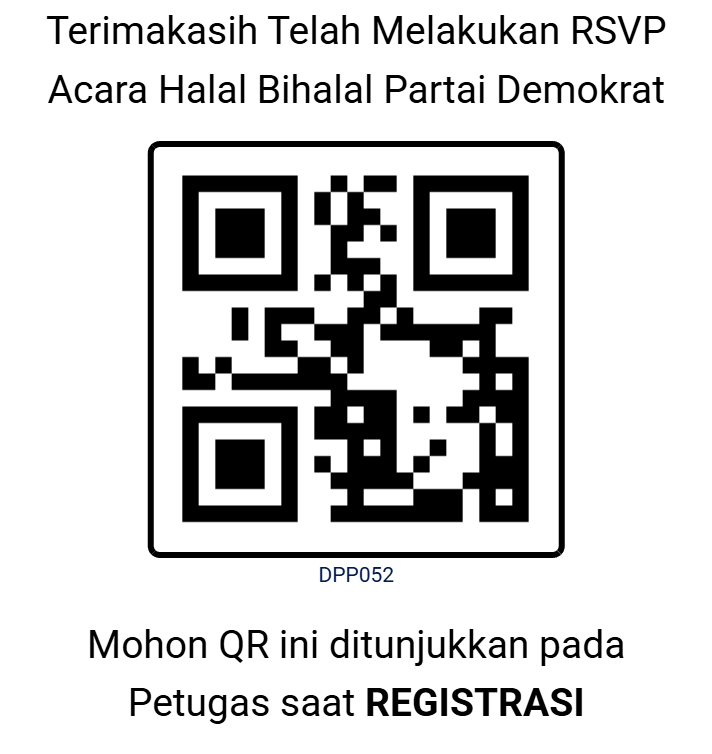 Terimakasih Telah Melakukan RSVP
Acara Halal Bihalal Partai Demokrat
DPP052
Mohon QR ini ditunjukkan pada
Petugas saat REGISTRASI